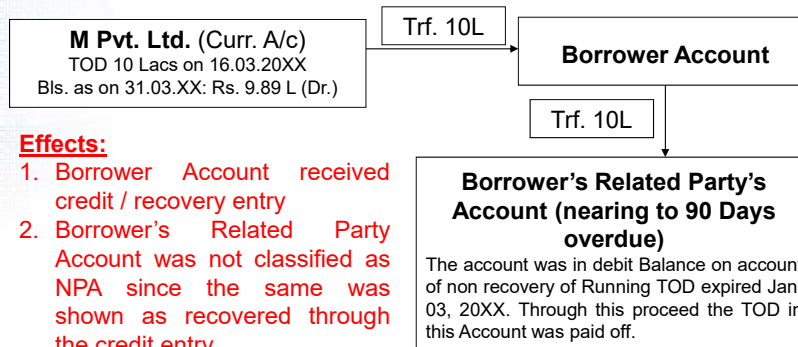 M Pvt. Ltd. (Curr. A/c)
TOD 10 Lacs on 16.03.20XX
Bls. as on 31.03.XX: Rs. 9.89 L (Dr.)
Trf. 10L
Borrower Account
Trf. 10L
Effects:
1. Borrower Account received
credit / recovery entry
2. Borrower's Related Party
Account was not classified as
NPA since the same was
shown as recovered through
the credit entry
Borrower’s Related Party’s
Account (nearing to 90 Days
overdue)
The account was in debit Balance on account
of non recovery of Running TOD expired Jan
03, 20XX. Through this proceed the TOD in
this Account was paid off.